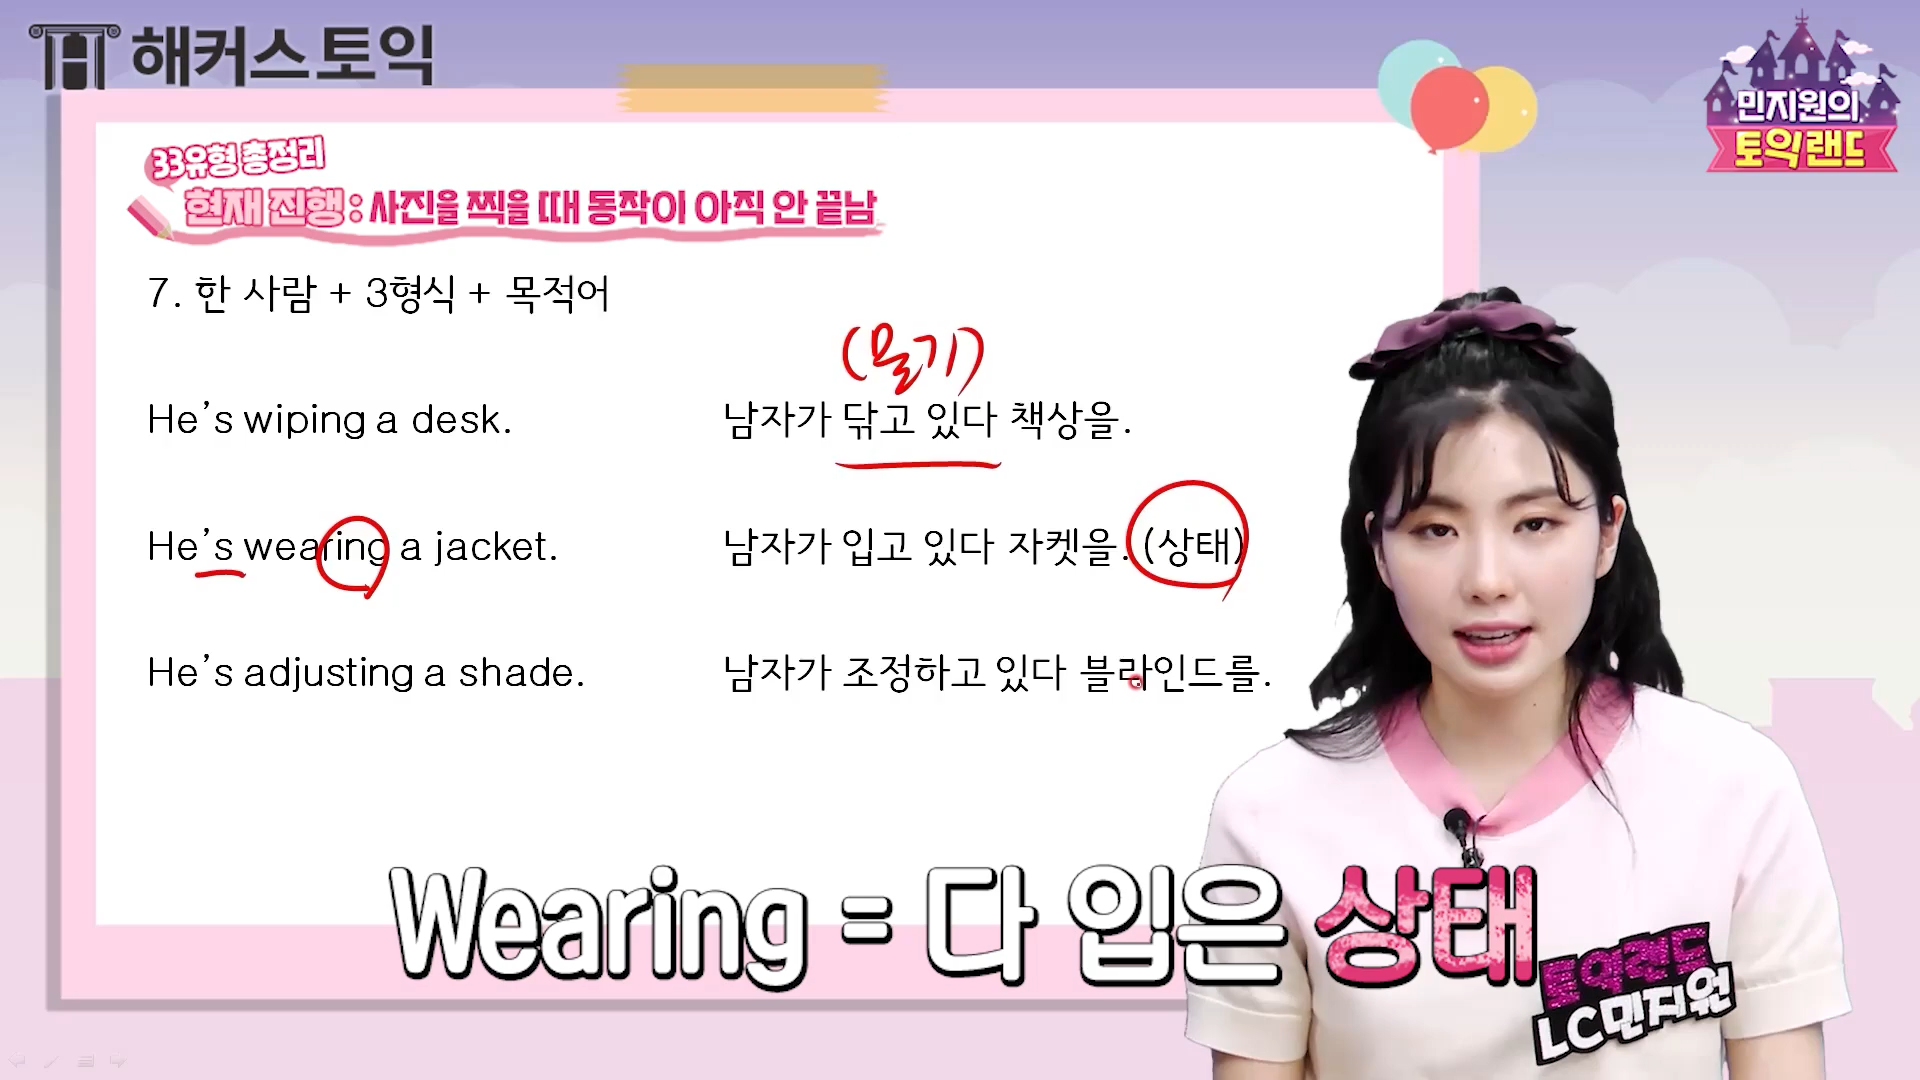 해커스토익
민지원의
토익랜드
33유형 총정리
현재 진행 : 사진을 찍을 때 동작이 아직 안 끝남
7. 한 사람 + 3형식 + 목적어
(물기)
He's wiping a desk. 남자가 닦고 있다 책상을.
He's wearing a jacket. 남자가 입고 있다 자켓을. (상태)
He's adjusting a shade. 남자가 조정하고 있다 블라인드를.
Wearing = 다 입은 상태
토익랜드
LC민지원